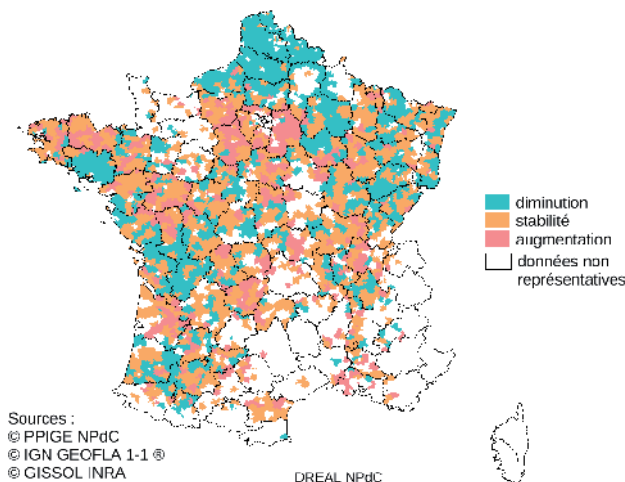 diminution
stabilité
augmentation
données non
représentatives
Sources :
© PPIGE NPdC
© IGN GEOFLA 1-1 ®
© GISSOL INRA
DREAL NPdC